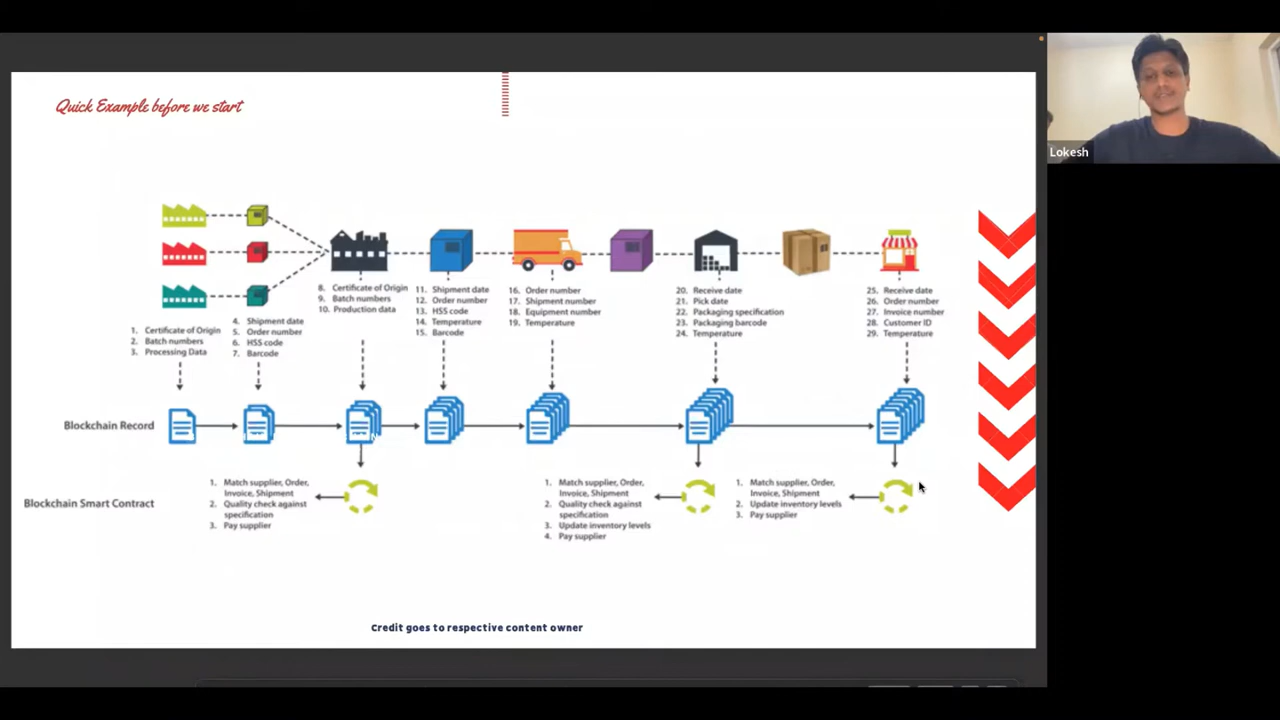 Quick Example before we start
Lokesh
1. Certificate of Origin
2. Batch numbers
3. Processing Data
4. Shipment date
5. Order number
6. HSS code
7. Barcode
8. Certificate of Origin
9. Batch numbers
10. Production data
11. Shipment date
12. Order number
13. HSS code
14. Temperature
15. Barcode
16. Order number
17. Shipment number
18. Equipment number
19. Temperature
20. Receive date
21. Pick date
22. Packaging specification
23. Packaging barcode
24. Temperature
25. Receive date
26. Order number
27. Invoice number
28. Customer ID
29. Temperature
Blockchain Record
Blockchain Smart Contract
1. Match supplier, Order,
Invoice, Shipment
2. Quality check against
specification
3. Pay supplier
1. Match supplier, Order,
Invoice, Shipment
2. Quality check against
specification
3. Update inventory levels
4. Pay supplier
1. Match supplier, Order,
Invoice, Shipment
2. Update inventory levels
3. Pay supplier
Credit goes to respective content owner